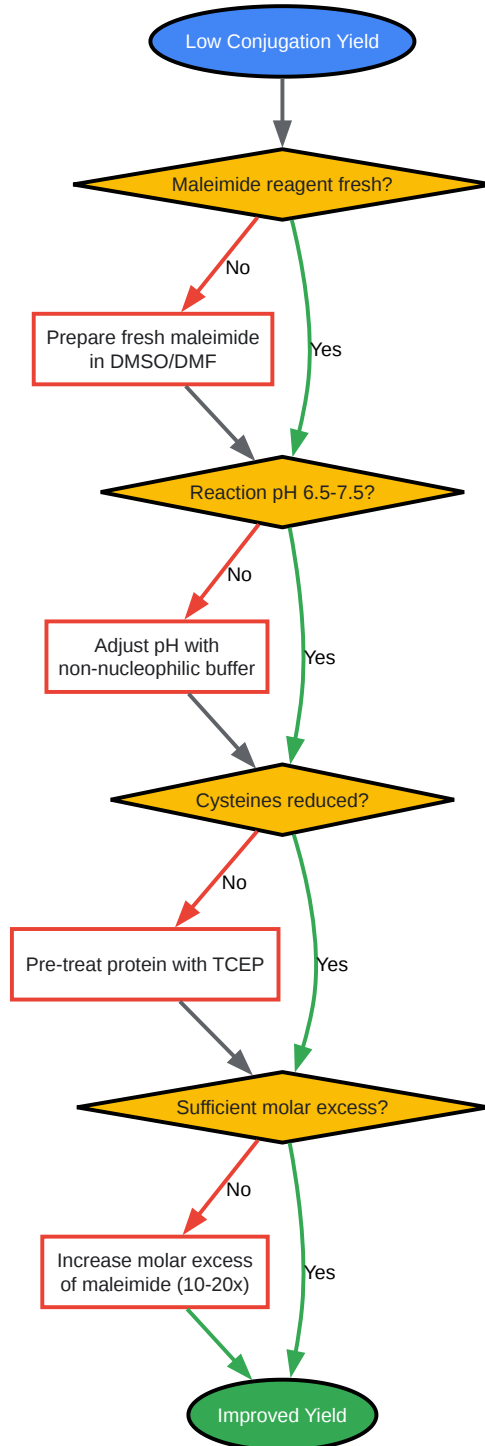 Low Conjugation Yield
Maleimide reagent fresh?
No
Prepare fresh maleimide
in DMSO/DMF
Yes
Reaction pH 6.5-7.5?
No
Adjust pH with
non-nucleophilic buffer
Yes
Cysteines reduced?
No
Pre-treat protein with TCEP
Yes
Sufficient molar excess?
No
Increase molar excess
of maleimide (10-20x)
Yes
Improved Yield